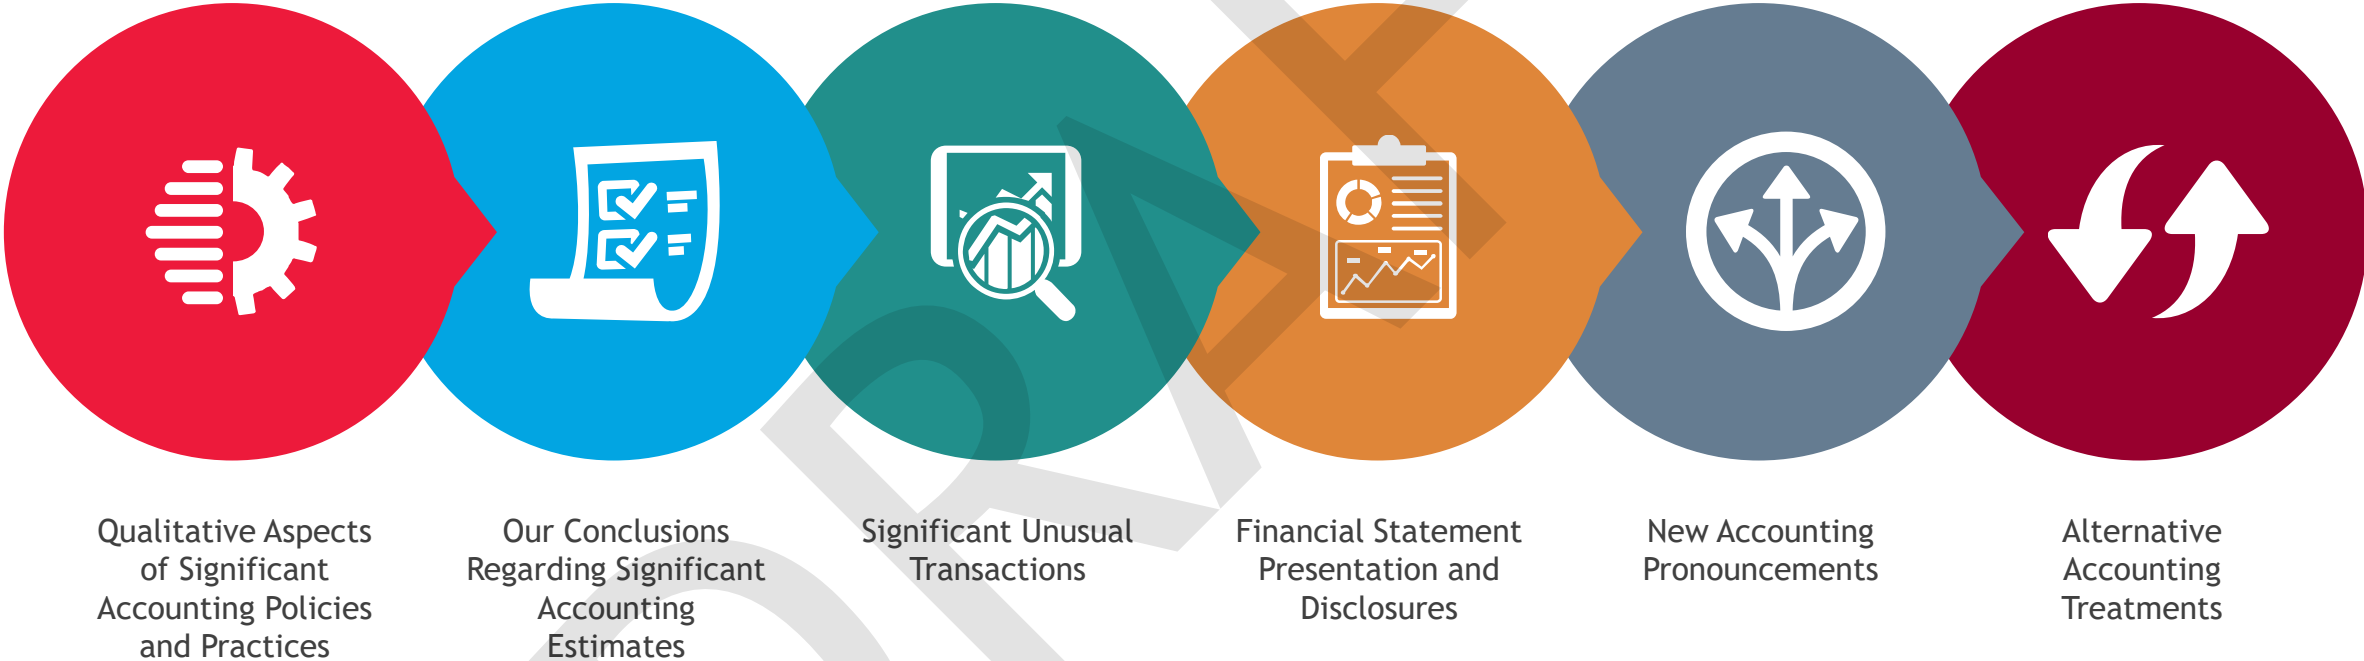 Qualitative Aspects
of Significant
Accounting Policies
and Practices
Our Conclusions
Regarding Significant
Accounting
Estimates
Significant Unusual
Transactions
Financial Statement
Presentation and
Disclosures
New Accounting
Pronouncements
Alternative
Accounting
Treatments